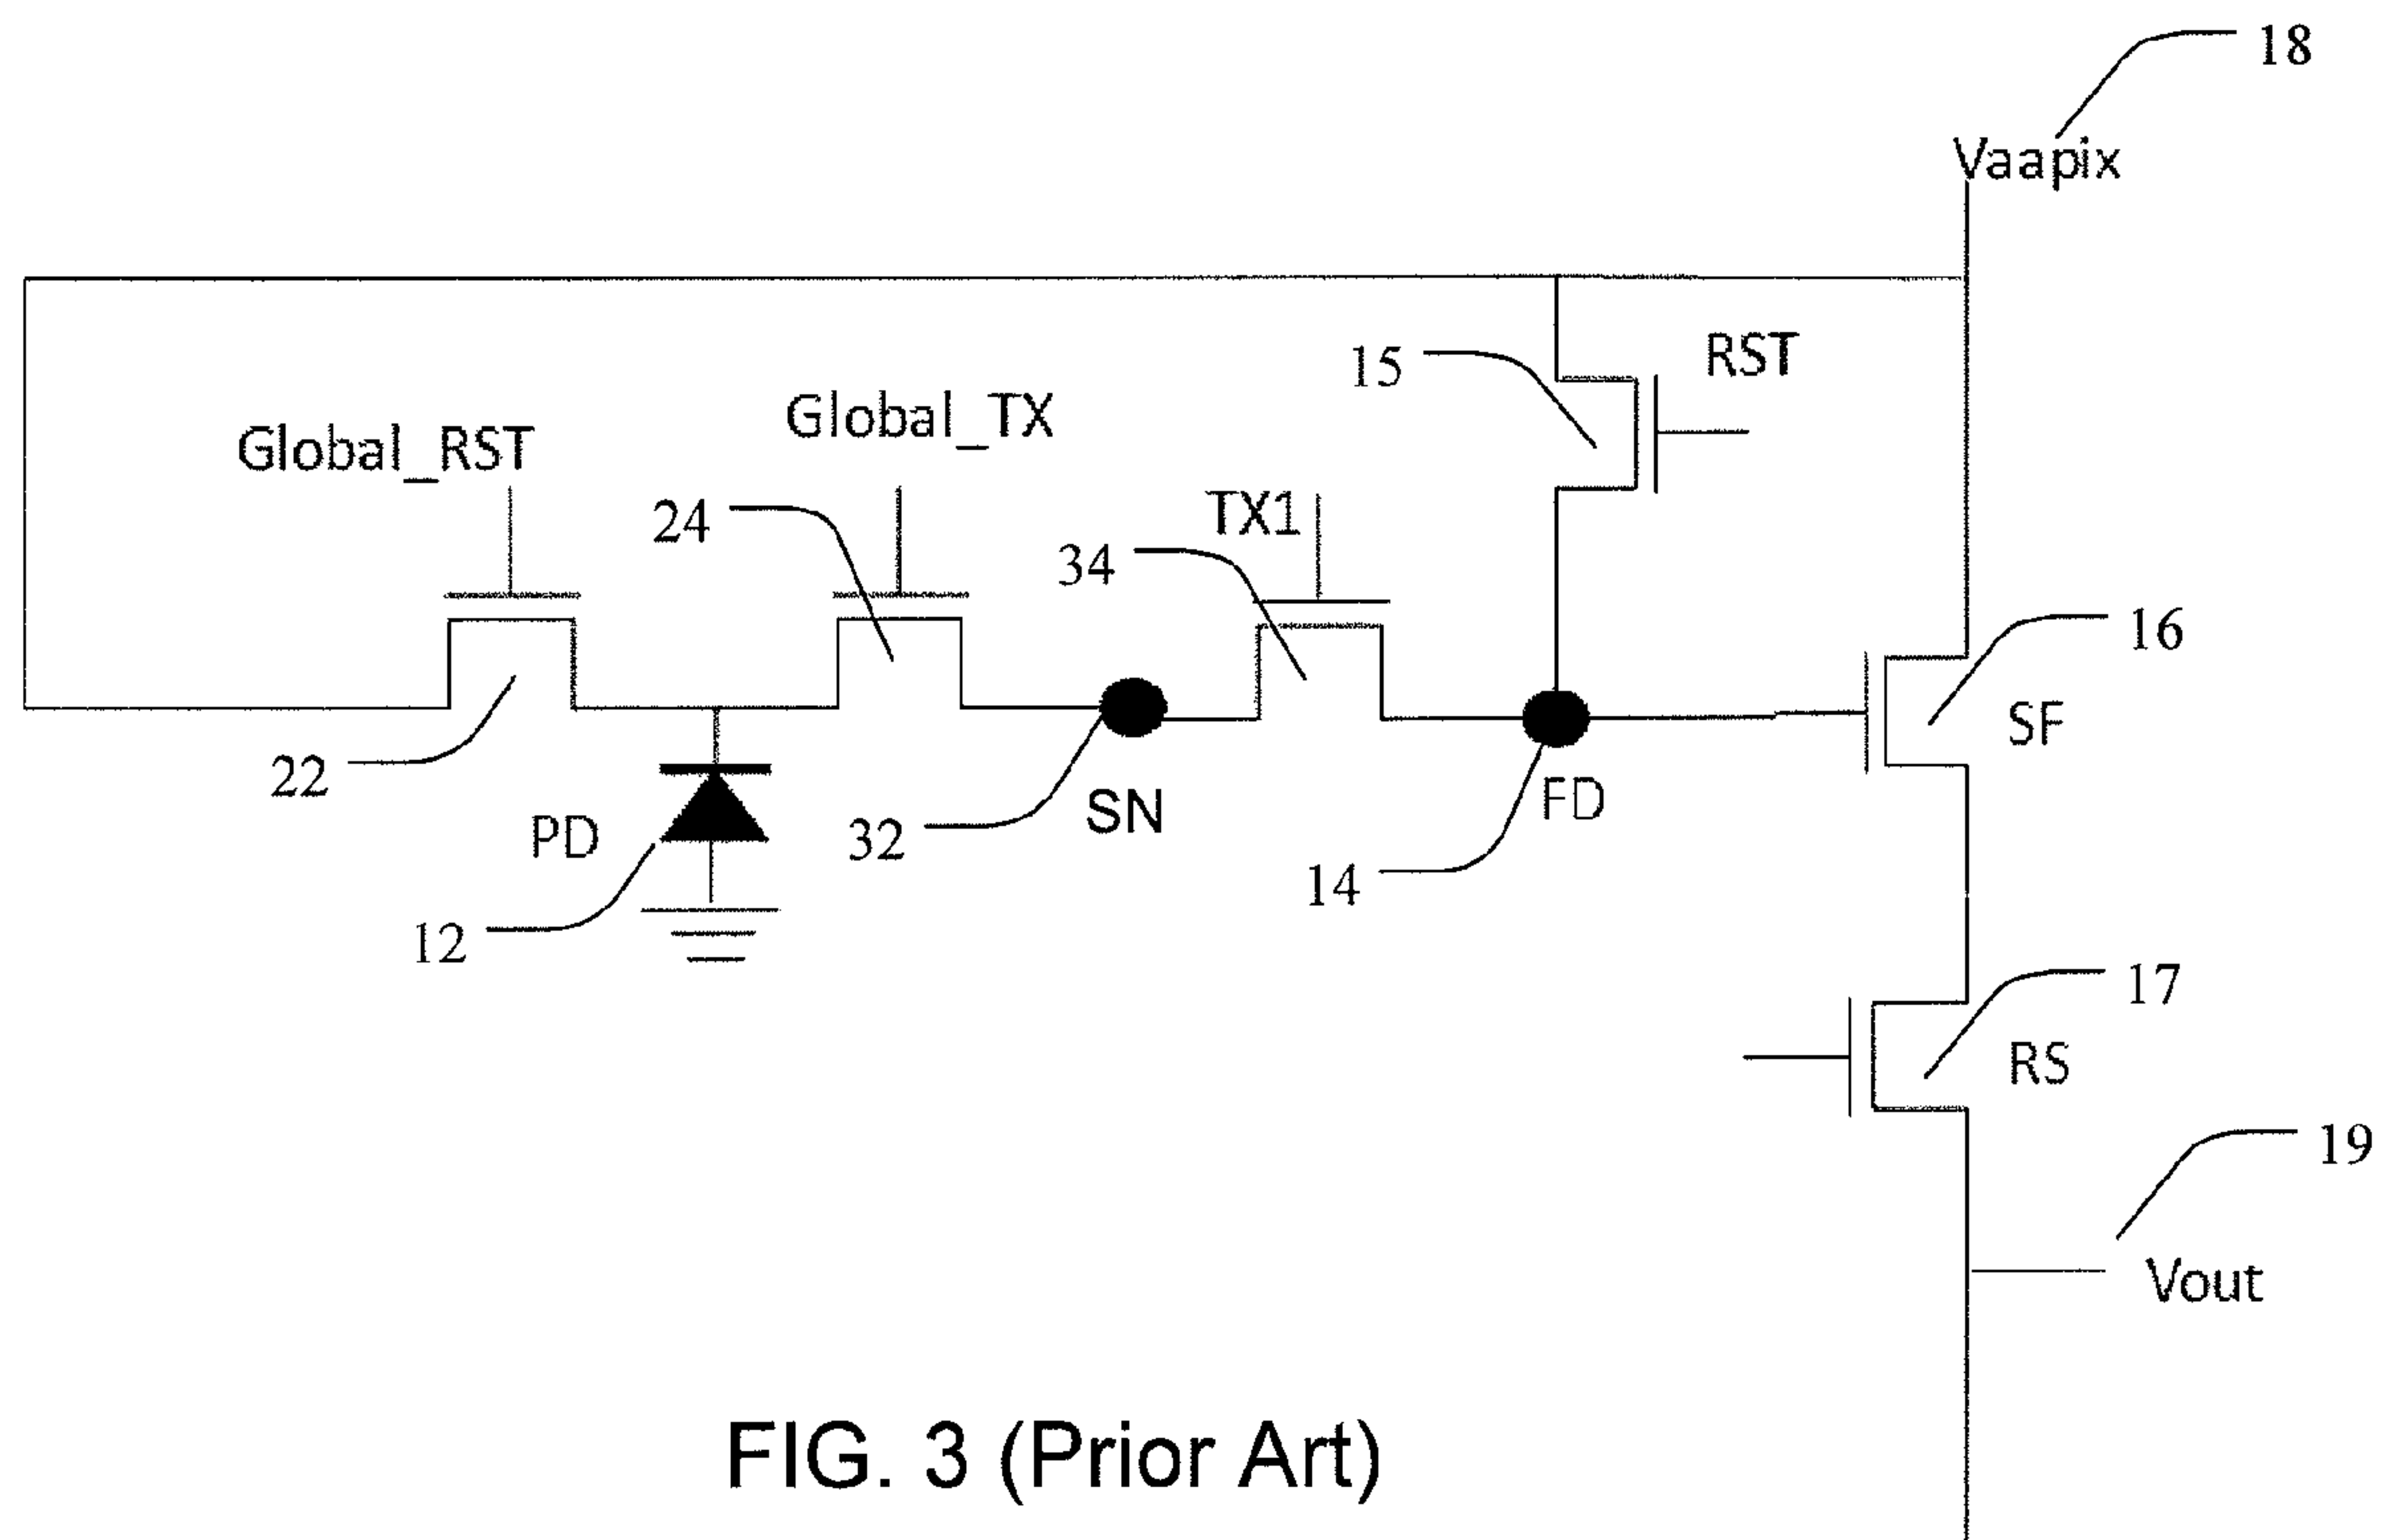 18
Vaapix
RST
15
Global_TX
Global_RST
24
TX1
34
16
SF
22
PD
32
SN
FD
14
12
17
RS
19
Vout
FIG. 3 (Prior Art)